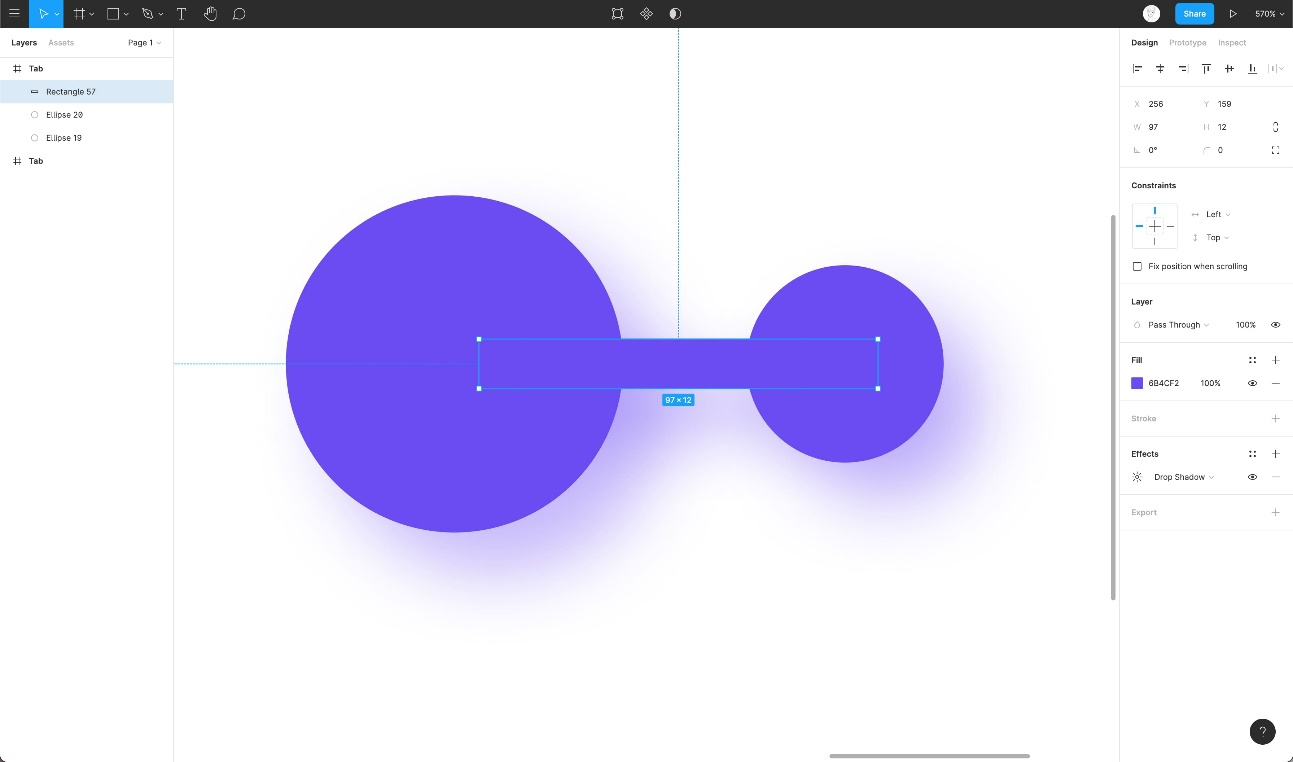 Share
570%
Layers Assets Page 1
Tab
Rectangle 57
Ellipse 20
Ellipse 19
Tab
97 × 12
Design Prototype Inspect
X 256 Y 159
W 97 H 12
0° 0
Constraints
Left
Top
Fix position when scrolling
Layer
Pass Through 100%
Fill
6B4CF2 100%
Stroke
Effects
Drop Shadow
Export
?